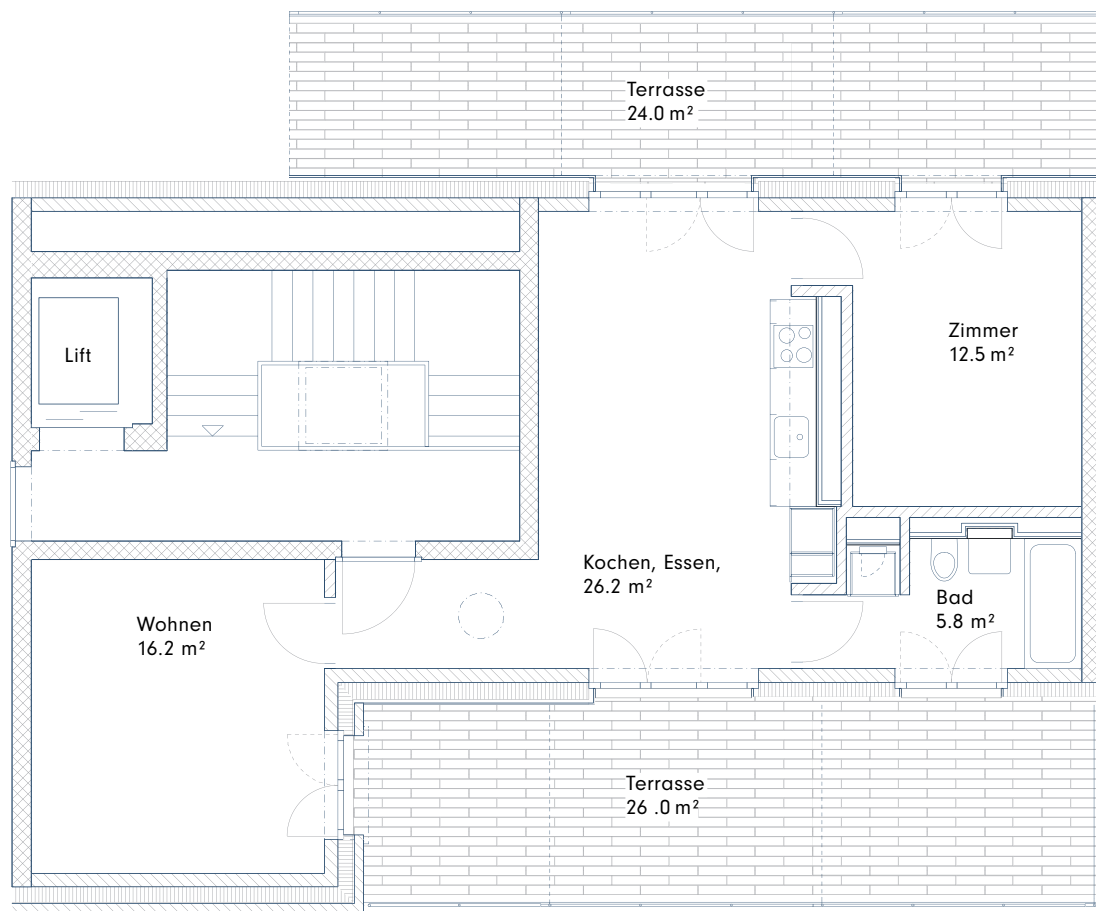 Terrasse
24.0 m²
Lift
Zimmer
12.5 m²
Kochen, Essen,
26.2 m²
Wohnen
16.2 m²
Bad
5.8 m²
Terrasse
26 .0 m²